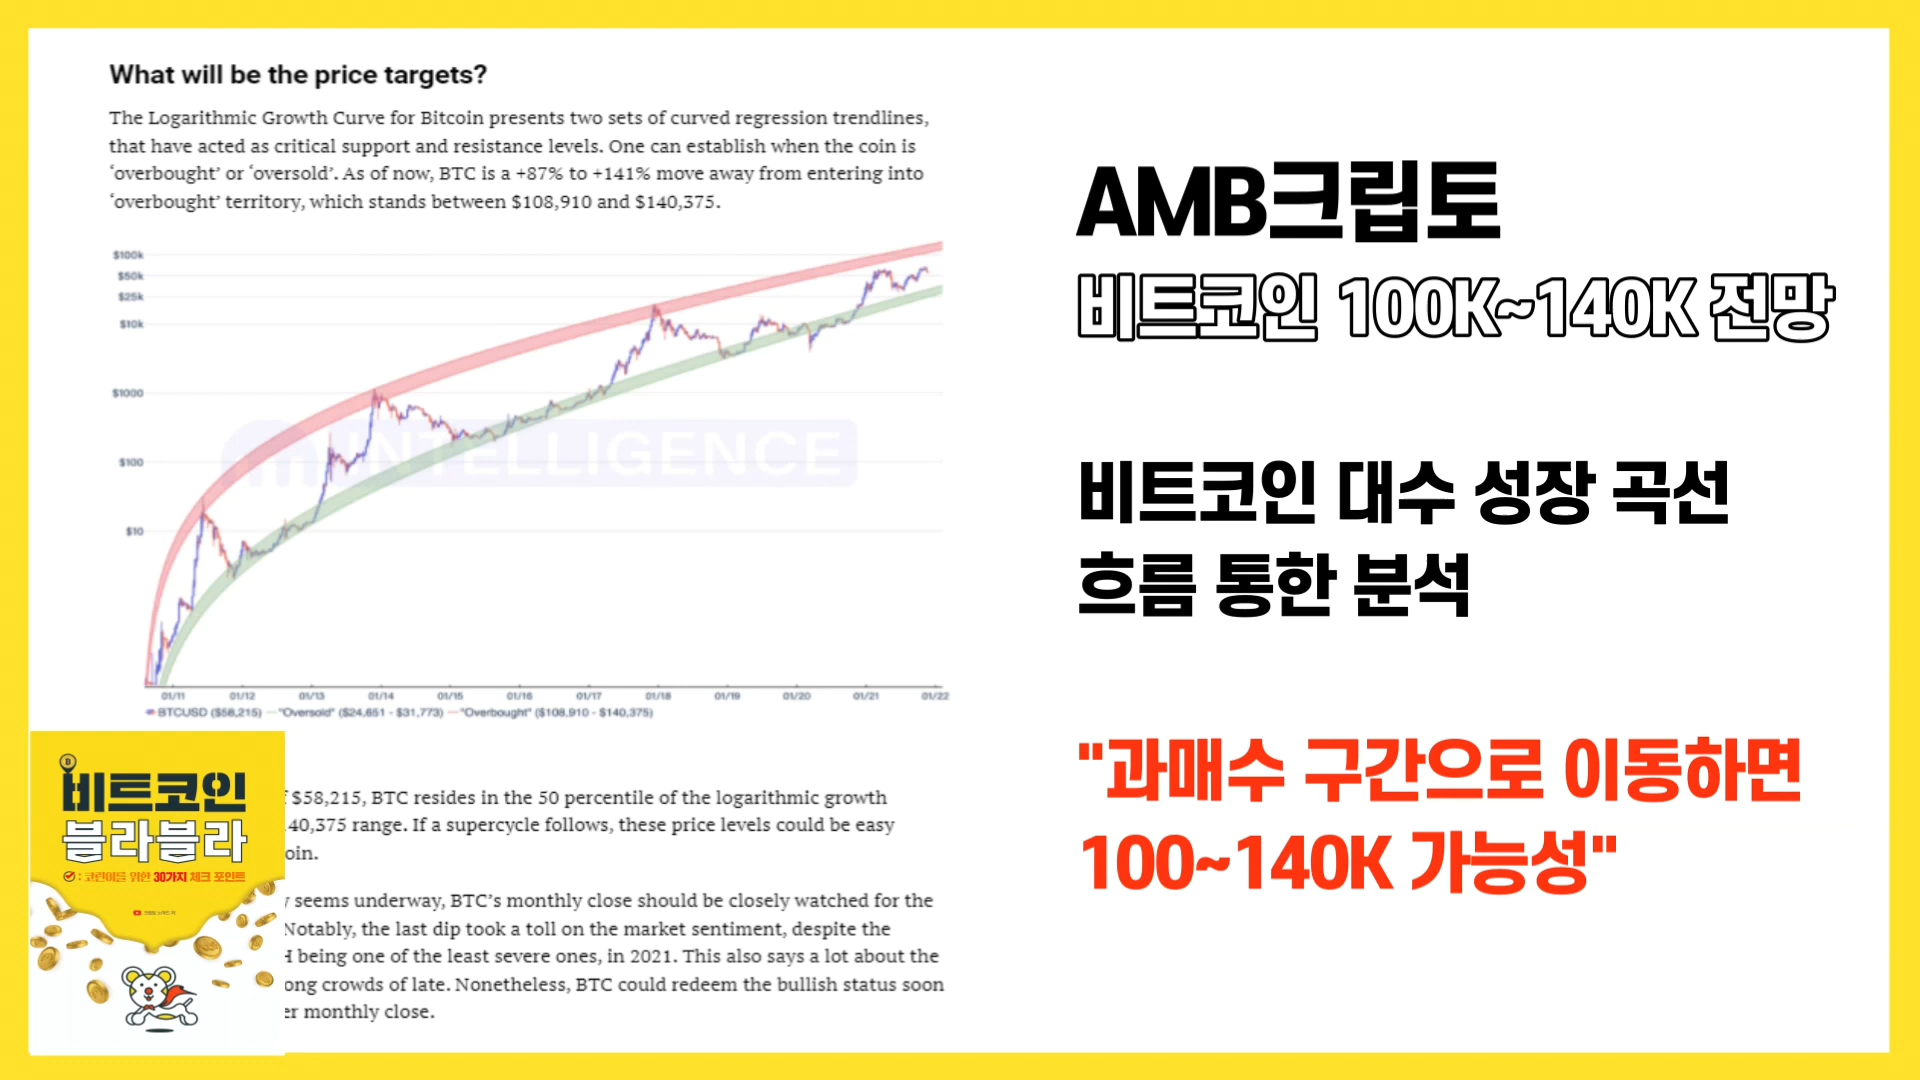 What will be the price targets?
The Logarithmic Growth Curve for Bitcoin presents two sets of curved regression trendlines,
that have acted as critical support and resistance levels. One can establish when the coin is
‘overbought’ or ‘oversold’. As of now, BTC is a +87% to +141% move away from entering into
‘overbought’ territory, which stands between $108,910 and $140,375.
$100k
$50k
$25k
$10k
$1000
$100
$10
INTELLIGENCE
01/11 01/12 01/13 01/14 01/15 01/16 01/17 01/18 01/19 01/20 01/21 01/22
BTCUSD ($58,215) "Oversold" ($24,651 - $31,773) "Overbought" ($108,910 - $140,375)
$58,215, BTC resides in the 50 percentile of the logarithmic growth
40,375 range. If a supercycle follows, these price levels could be easy
oin.
seems underway, BTC’s monthly close should be closely watched for the
Notably, the last dip took a toll on the market sentiment, despite the
being one of the least severe ones, in 2021. This also says a lot about the
ong crowds of late. Nonetheless, BTC could redeem the bullish status soon
er monthly close.
비트코인
블라블라
: 코린이를 위한 30가지 체크 포인트
AMB크립토
비트코인 100K~140K 전망
비트코인 대수 성장 곡선
흐름 통한 분석
"과매수 구간으로 이동하면
100~140K 가능성"